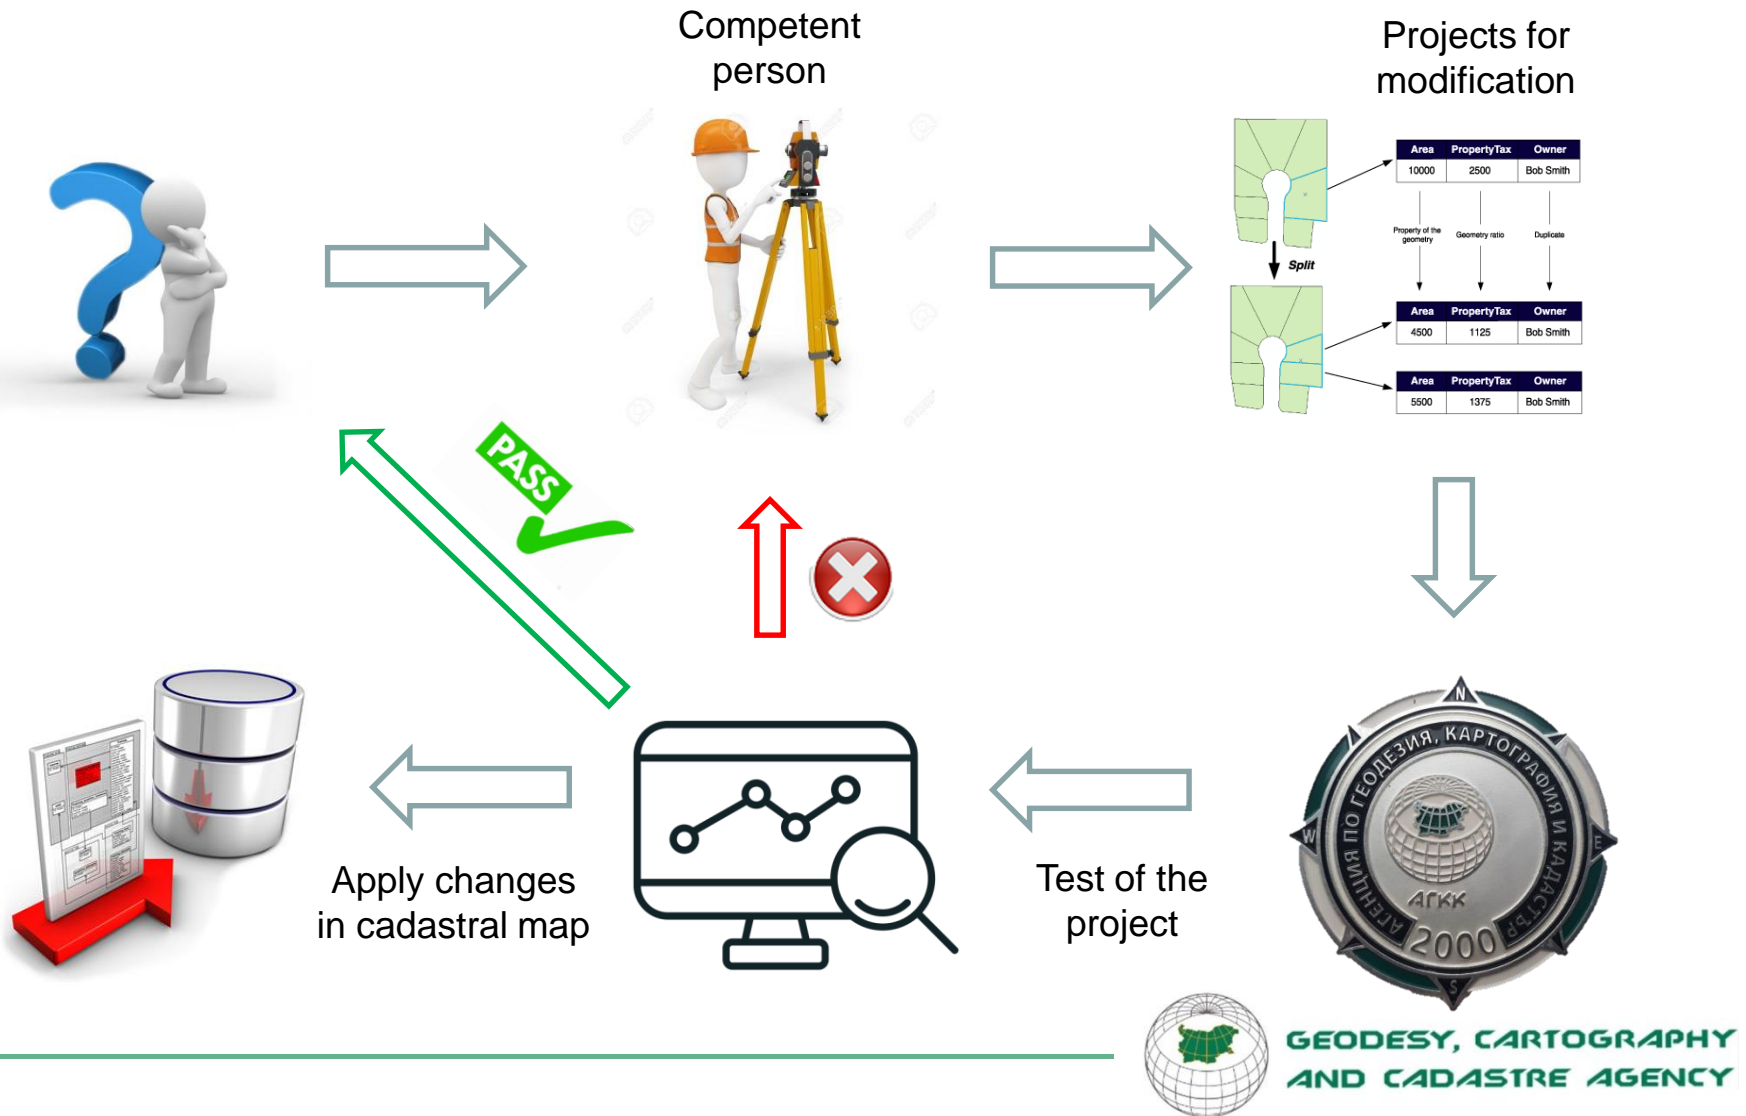 Competent
person
Projects for
modification
Area PropertyTax Owner
10000 2500 Bob Smith
Property of the
geometry
Geometry ratio
Duplicate
Split
Area PropertyTax Owner
4500 1125 Bob Smith
Area PropertyTax Owner
5500 1375 Bob Smith
PASS
N
W
E
S
АГЕНЦИЯ ПО ГЕОДЕЗИЯ, КАРТОГРАФИЯ И КАДАСТЪР
АГКК
2000
Test of the
project
Apply changes
in cadastral map
GEODESY, CARTOGRAPHY
AND CADASTRE AGENCY